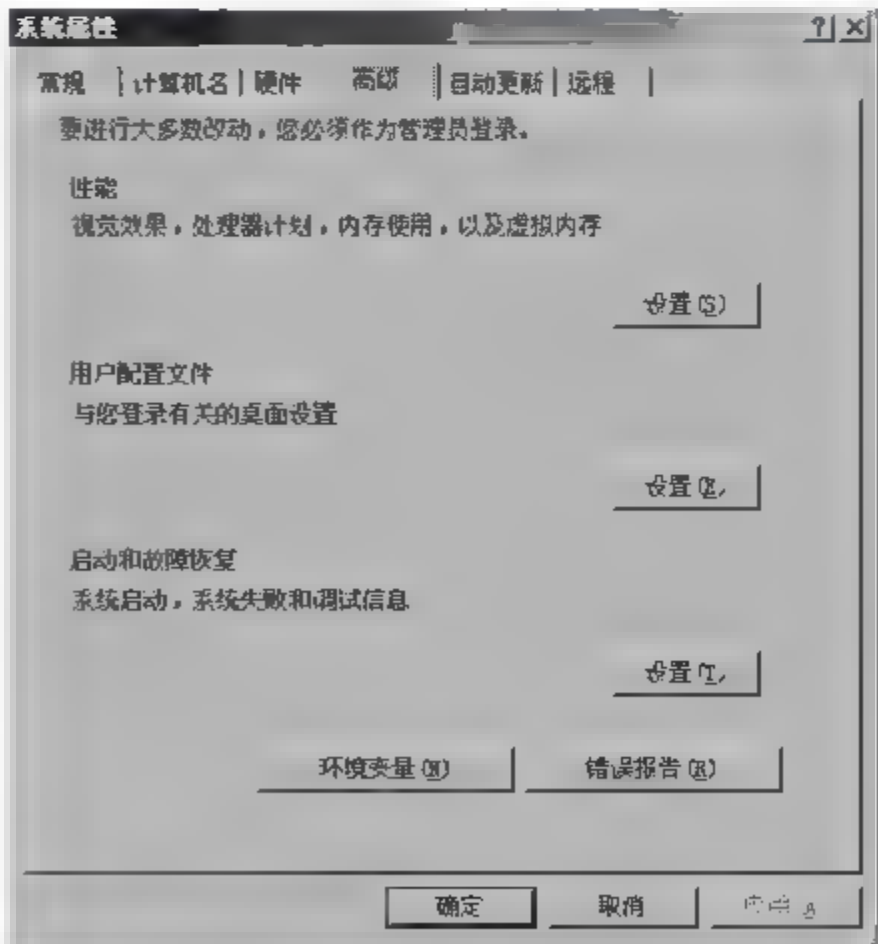 系统属性
常规 计算机名 硬件 高级 自动更新 远程
要进行大多数改动，您必须作为管理员登录。
性能
视觉效果，处理器计划，内存使用，以及虚拟内存
设置(S)
用户配置文件
与您登录有关的桌面设置
设置(E)
启动和故障恢复
系统启动，系统失败和调试信息
设置(T)
环境变量(N) 错误报告(R)
确定 取消 应用(A)